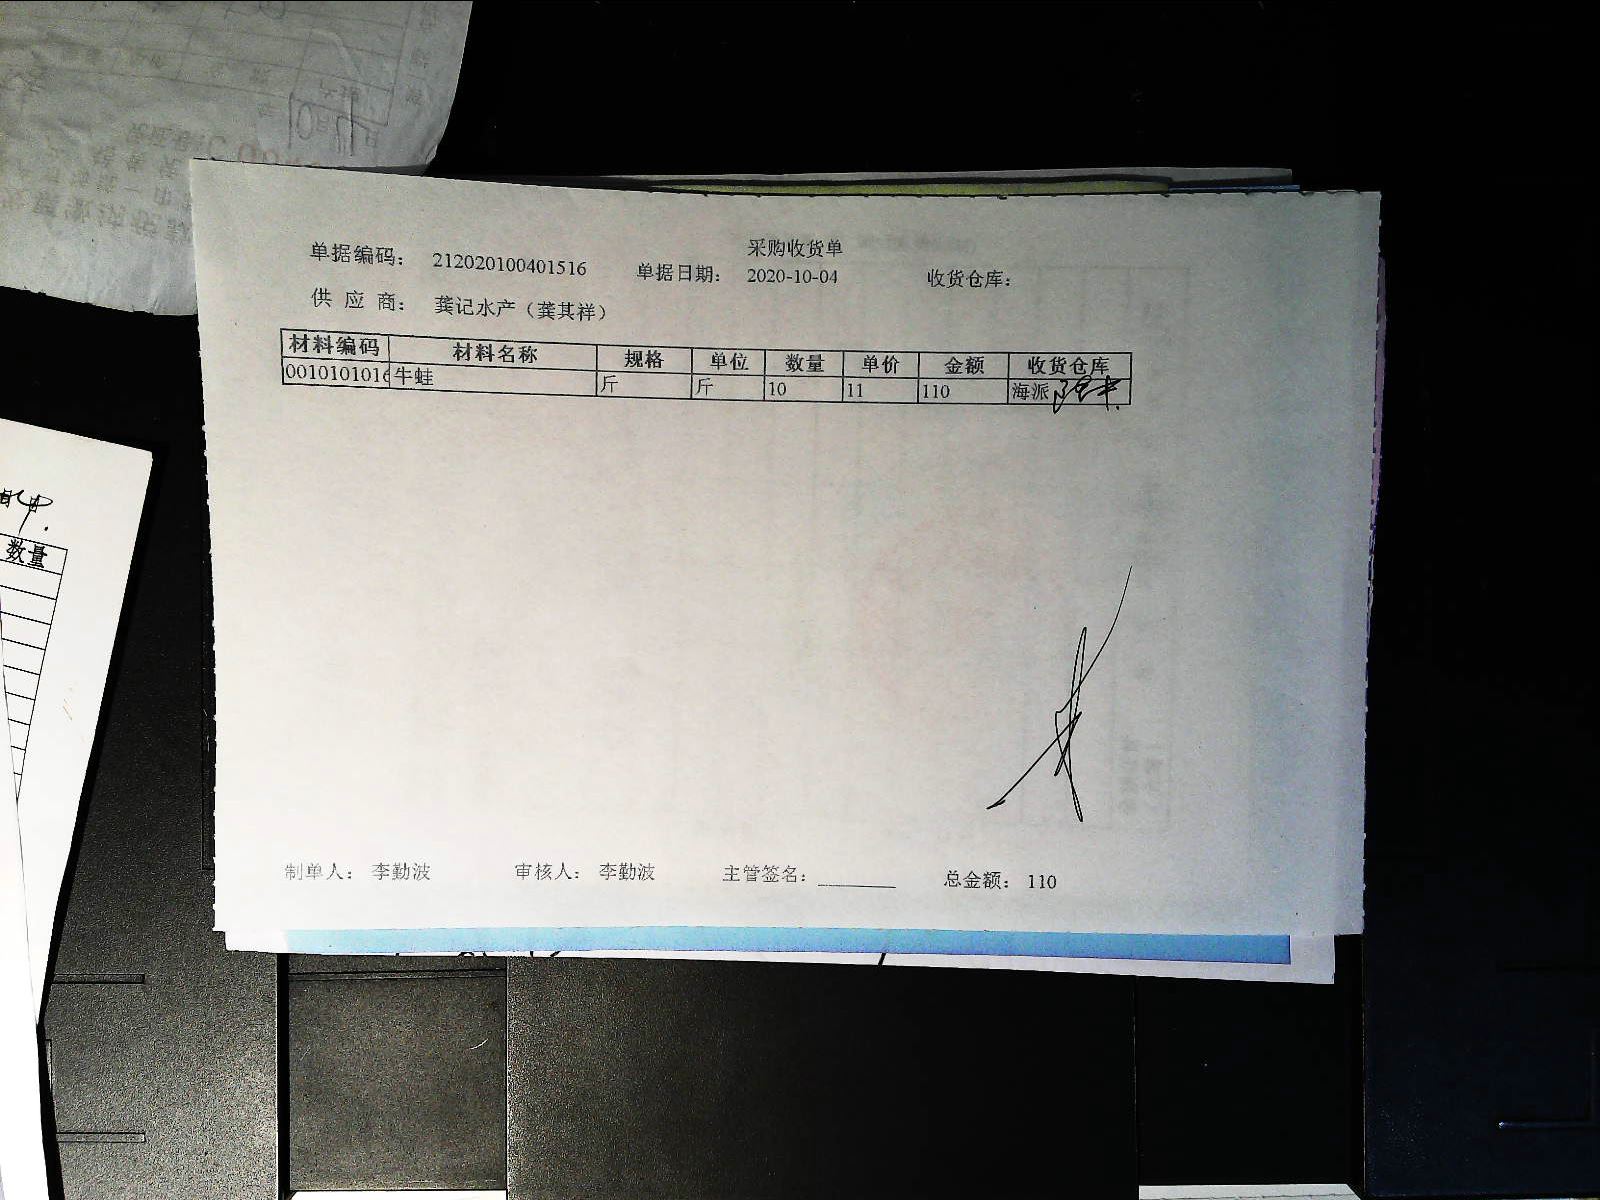 采购收货单
单据编码： 212020100401516 单据日期： 2020-10-04 收货仓库：
供 应 商： 龚记水产（龚其祥）
材料编码 材料名称 规格 单位 数量 单价 金额 收货仓库
001010101 牛蛙 斤 斤 10 11 110 海派
制单人： 李勤波 审核人： 李勤波 主管签名： 总金额： 110
数量